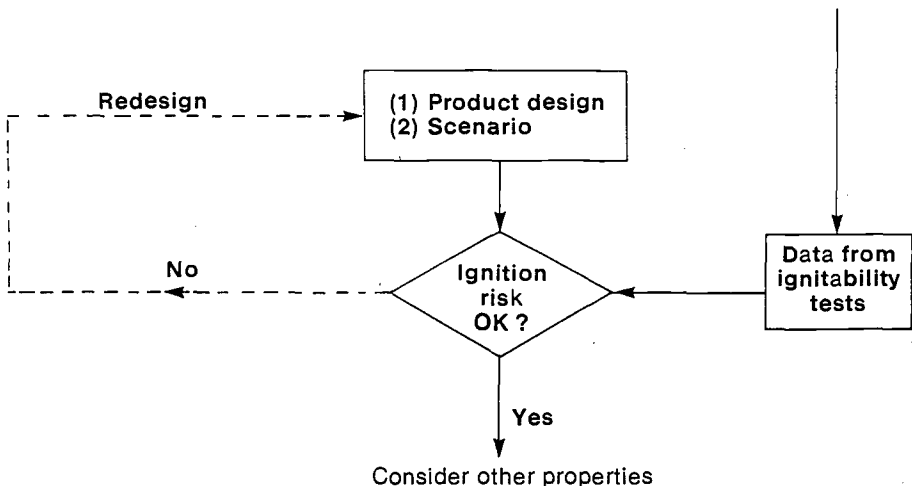 Redesign
(1) Product design
(2) Scenario
No
Ignition
risk
OK ?
Data from
ignitability
tests
Yes
Consider other properties